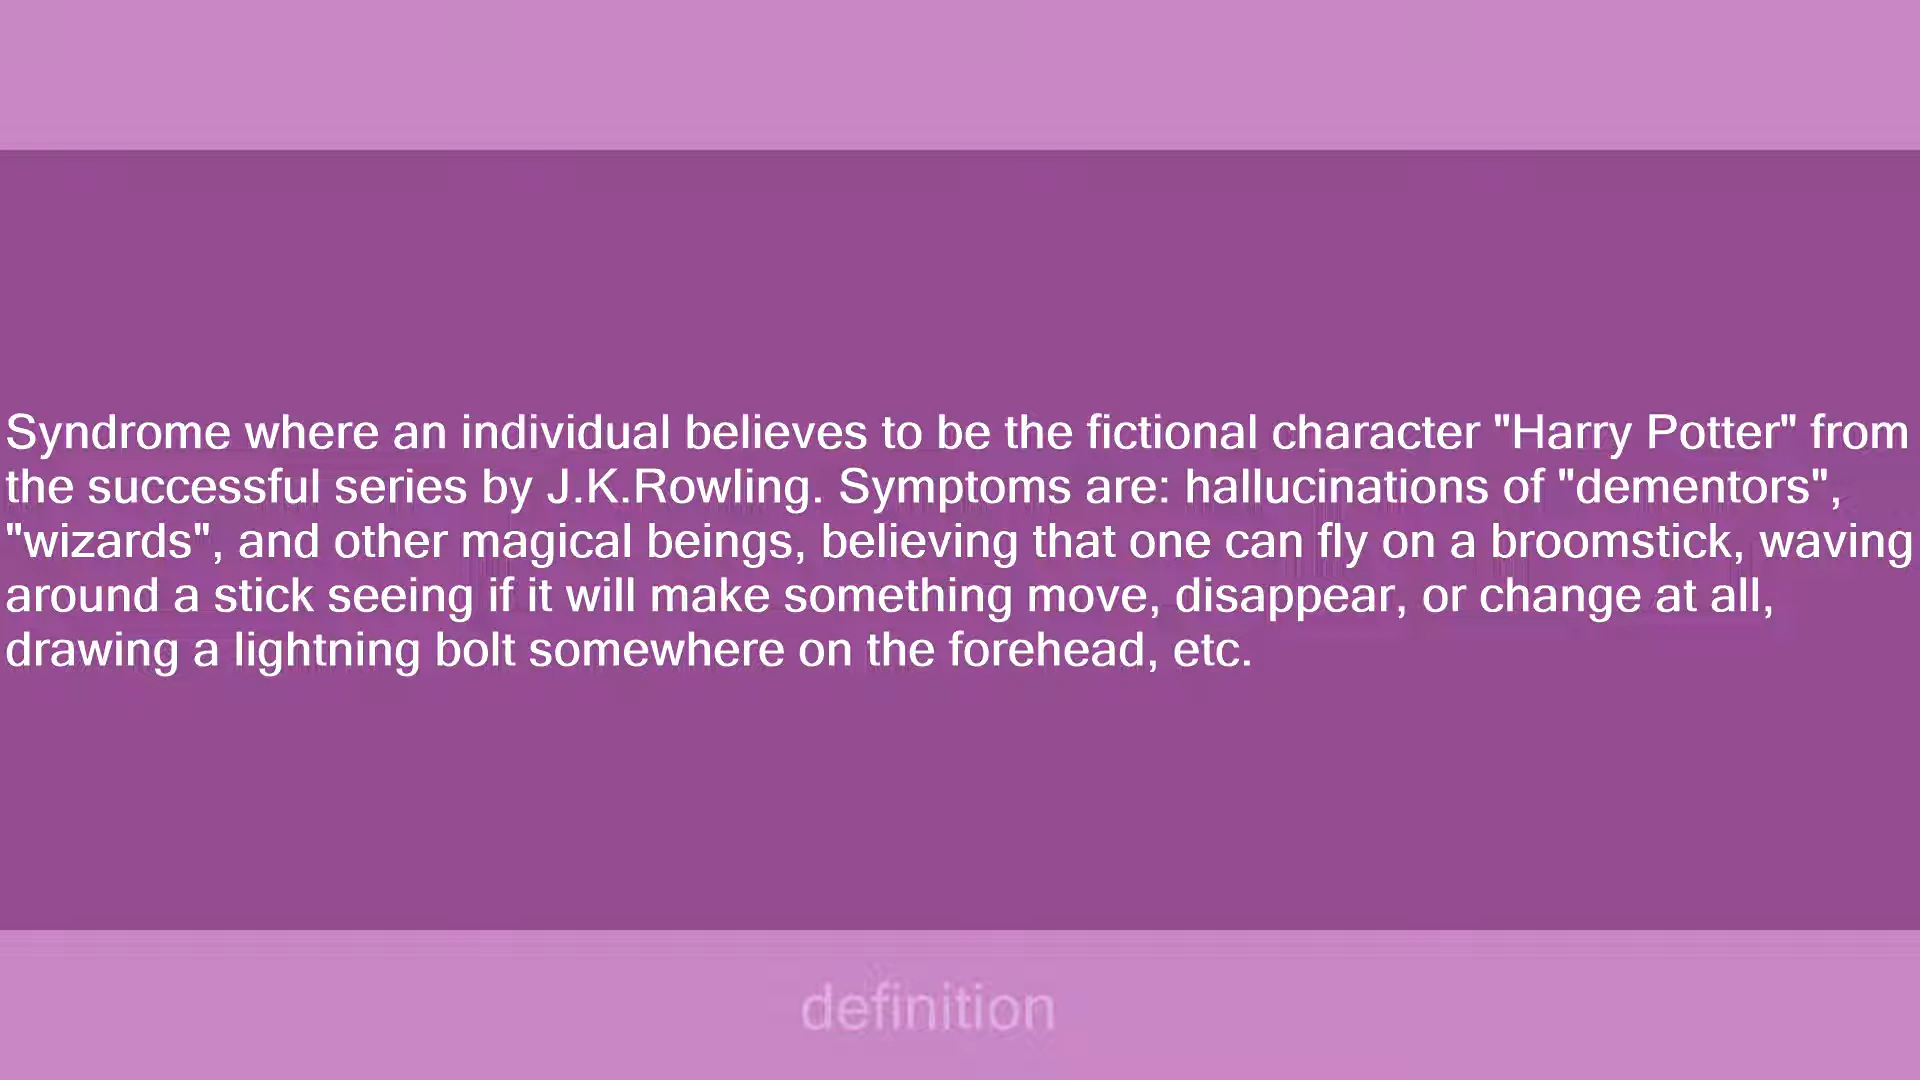 Syndrome where an individual believes to be the fictional character "Harry Potter" from
the successful series by J.K.Rowling. Symptoms are: hallucinations of "dementors",
"wizards", and other magical beings, believing that one can fly on a broomstick, waving
around a stick seeing if it will make something move, disappear, or change at all,
drawing a lightning bolt somewhere on the forehead, etc.
definition